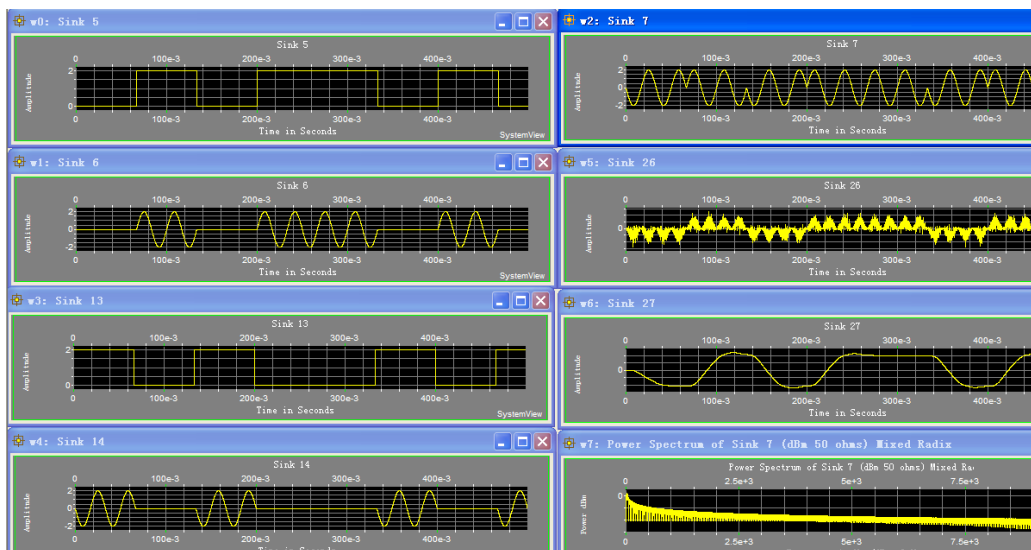 w0: Sink 5
Sink 5
0 100e-3 200e-3 300e-3 400e-3
Amplitude
2
0
0 100e-3 200e-3 300e-3 400e-3
Time in Seconds
SystemView
w1: Sink 6
Sink 6
0 100e-3 200e-3 300e-3 400e-3
Amplitude
2
0
-2
0 100e-3 200e-3 300e-3 400e-3
Time in Seconds
SystemView
w3: Sink 13
Sink 13
0 100e-3 200e-3 300e-3 400e-3
Amplitude
2
0
0 100e-3 200e-3 300e-3 400e-3
Time in Seconds
SystemView
w4: Sink 14
Sink 14
0 100e-3 200e-3 300e-3 400e-3
Amplitude
2
0
-2
0 100e-3 200e-3 300e-3 400e-3
w2: Sink 7
Sink 7
0 100e-3 200e-3 300e-3 400e-3
Amplitude
2
0
-2
0 100e-3 200e-3 300e-3 400e-3
Time in Seconds
w5: Sink 26
Sink 26
0 100e-3 200e-3 300e-3 400e-3
Amplitude
0
0 100e-3 200e-3 300e-3 400e-3
Time in Seconds
w6: Sink 27
Sink 27
0 100e-3 200e-3 300e-3 400e-3
Amplitude
0
0 100e-3 200e-3 300e-3 400e-3
Time in Seconds
w7: Power Spectrum of Sink 7 (dBm 50 ohms) Mixed Radix
Power Spectrum of Sink 7 (dBm 50 ohms) Mixed Ra
0 2.5e+3 5e+3 7.5e+3
Power dBm
0
0 2.5e+3 5e+3 7.5e+3